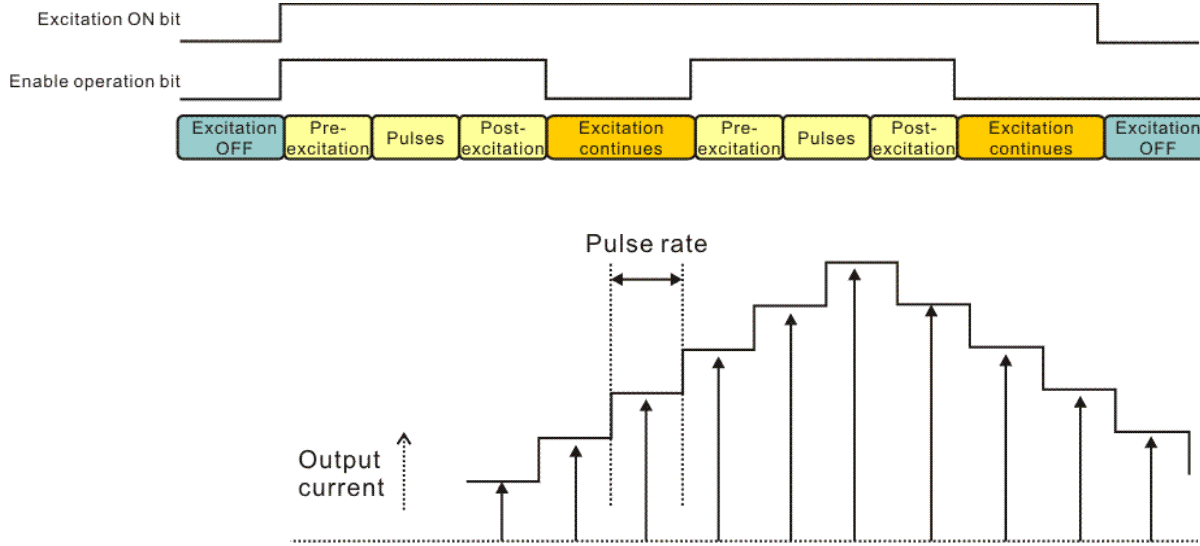 Excitation ON bit
Enable operation bit
Excitation
OFF
Pre-
excitation
Pulses
Post-
excitation
Excitation
continues
Pre-
excitation
Pulses
Post-
excitation
Excitation
continues
Excitation
OFF
Pulse rate
Output
current